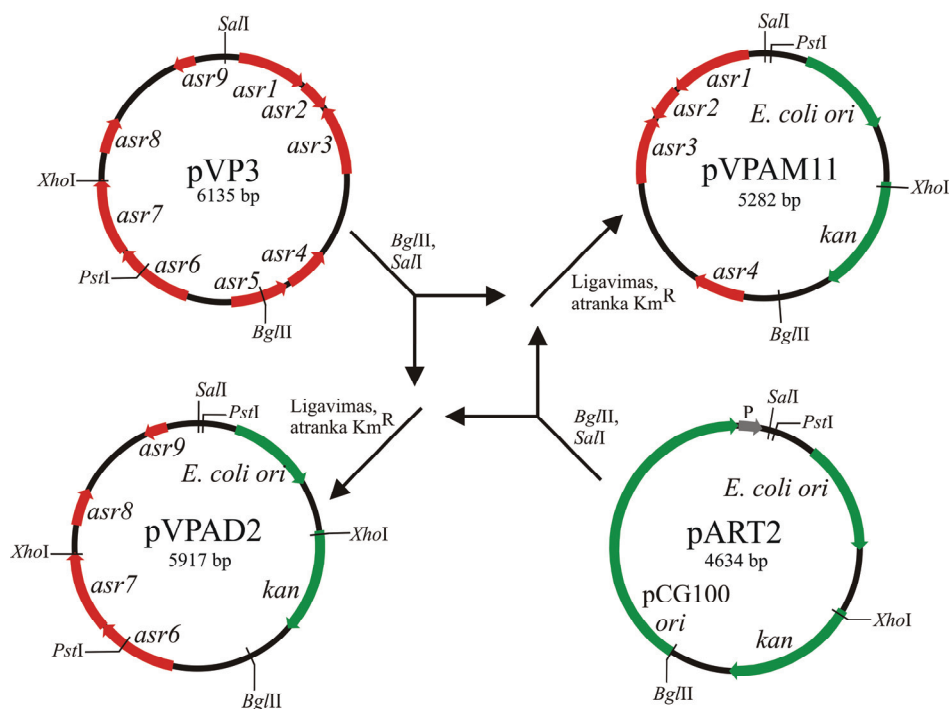 SalI
asr9
asr1
asr2
asr3
asr8
pVP3
6135 bp
XhoI
asr7
asr6
asr4
asr5
PstI
BglII
BglII,
SalI
SalI
PstI
asr1
asr2
E. coli ori
asr3
pVPAM11
5282 bp
XhoI
kan
asr4
BglII
Ligavimas,
atranka KmR
SalI
PstI
asr9
E. coli ori
asr8
pVPAD2
5917 bp
XhoI
XhoI
asr7
kan
asr6
PstI
BglII
Ligavimas,
atranka KmR
BglII,
SalI
P
SalI
PstI
E. coli ori
pART2
4634 bp
pCG100
ori
XhoI
kan
BglII